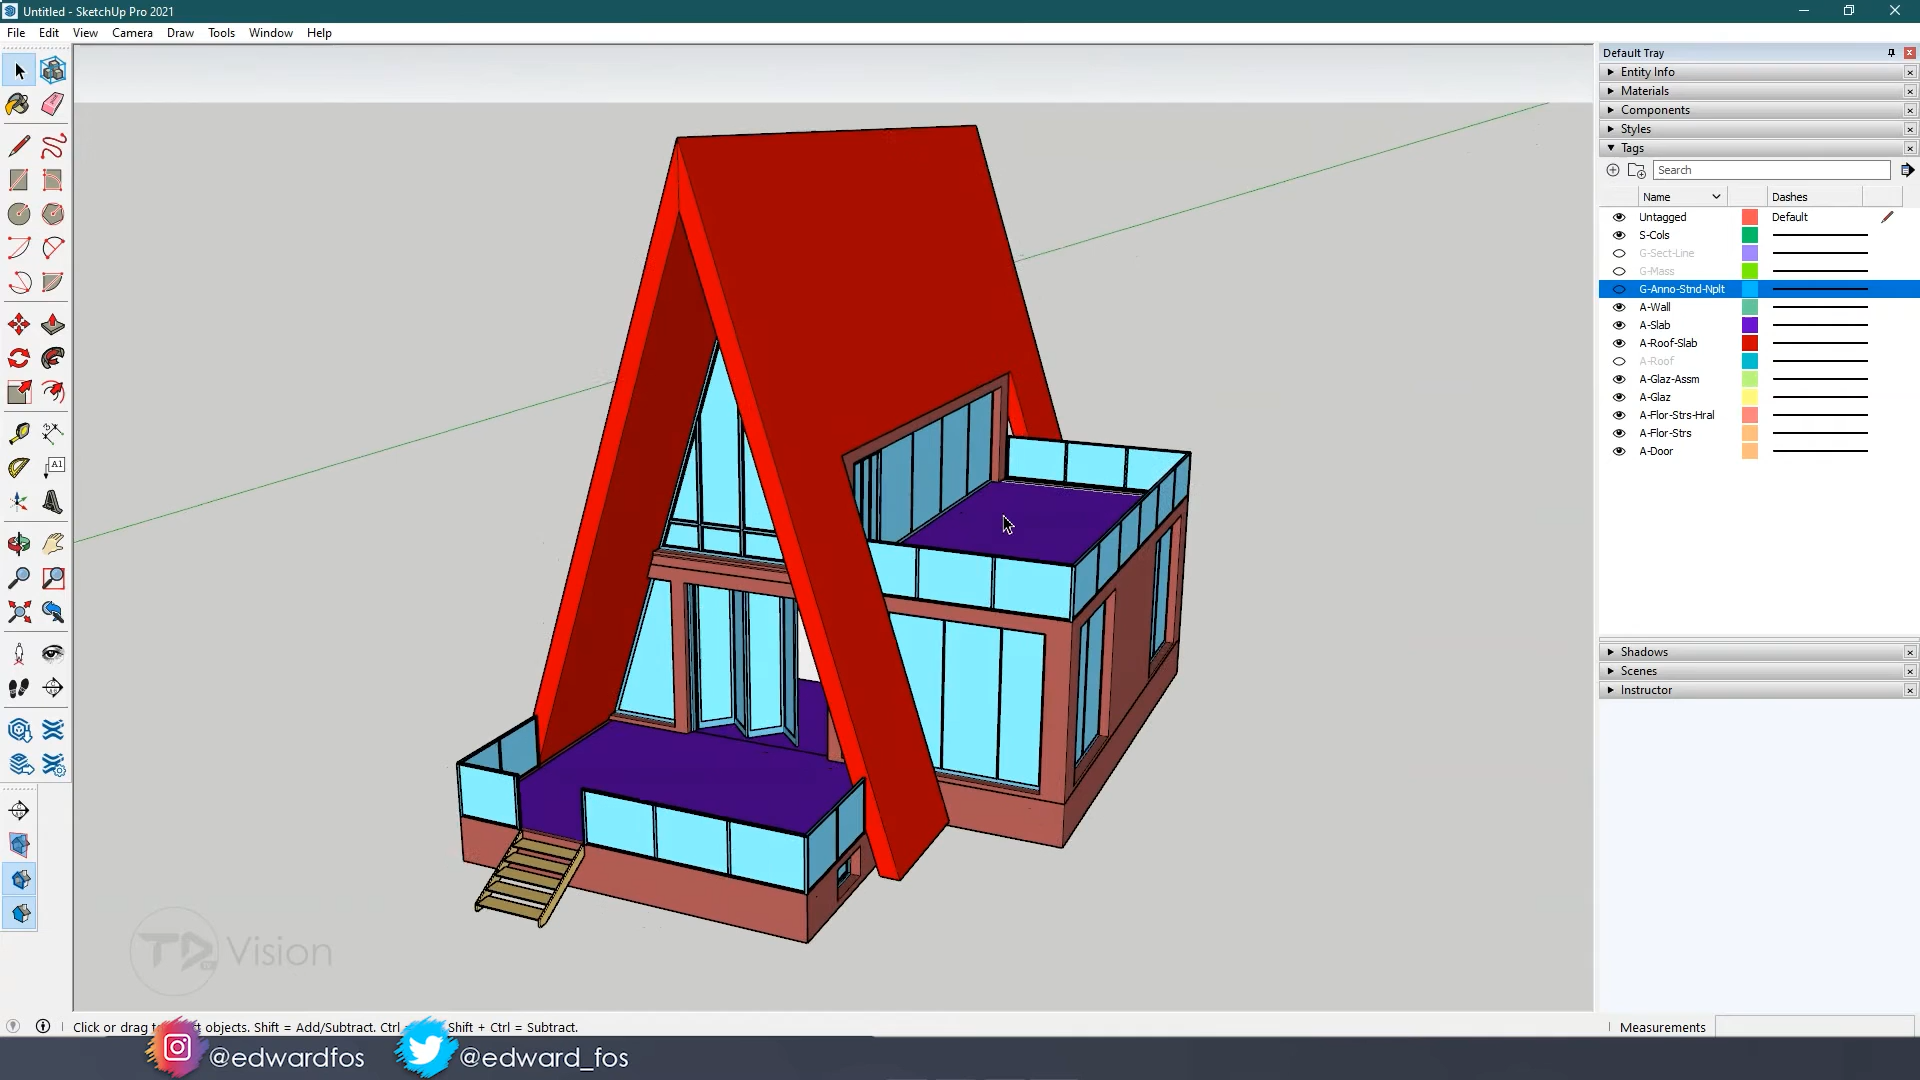 Untitled - SketchUp Pro 2021
File Edit View Camera Draw Tools Window Help
Default Tray
Entity Info
Materials
Components
Styles
Tags
Search
Name Dashes
Untagged Default
S-Cols
G-Sect-Line
G-Mass
G-Anno-Stnd-Nplt
A-Wall
A-Slab
A-Roof-Slab
A-Roof
A-Glaz-Assm
A-Glaz
A-Flor-Strs-Hral
A-Flor-Strs
A-Door
Shadows
Scenes
Instructor
A1
TD Vision
Click or drag t ct objects. Shift = Add/Subtract. Ctrl Shift + Ctrl = Subtract.
Measurements
@edwardfos @edward_fos